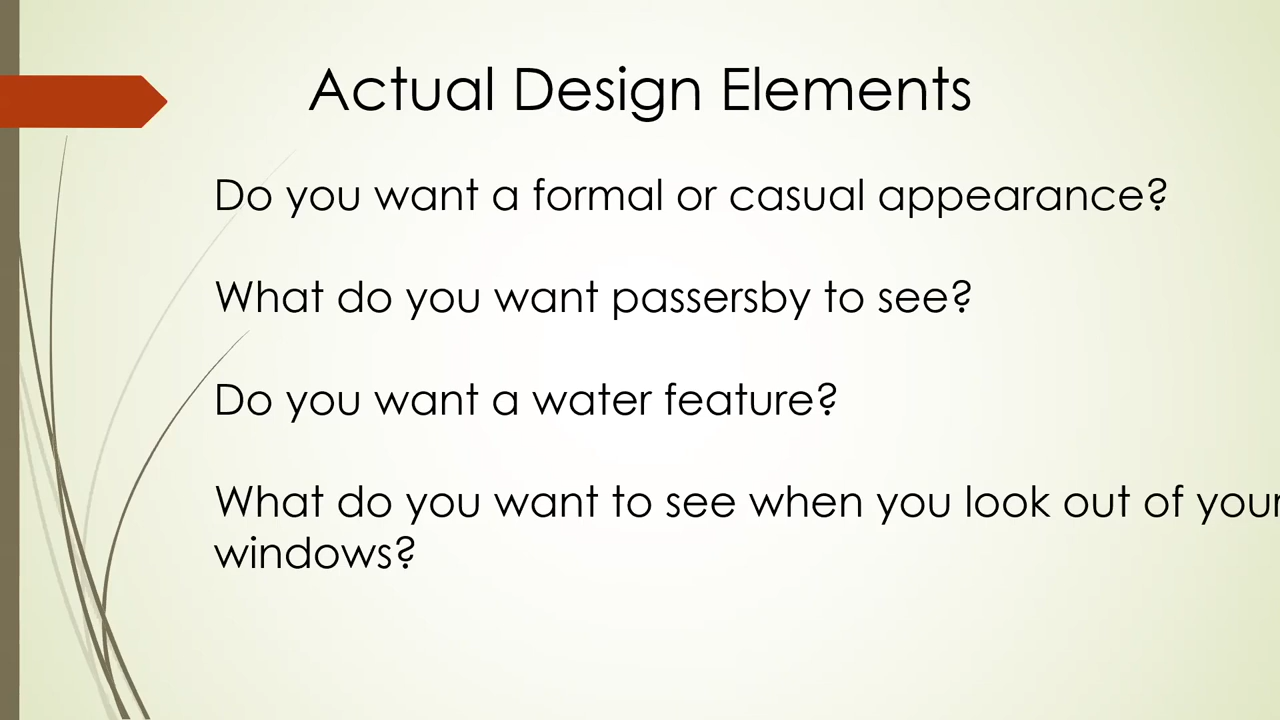 Actual Design Elements
Do you want a formal or casual appearance?
What do you want passersby to see?
Do you want a water feature?
What do you want to see when you look out of your
windows?